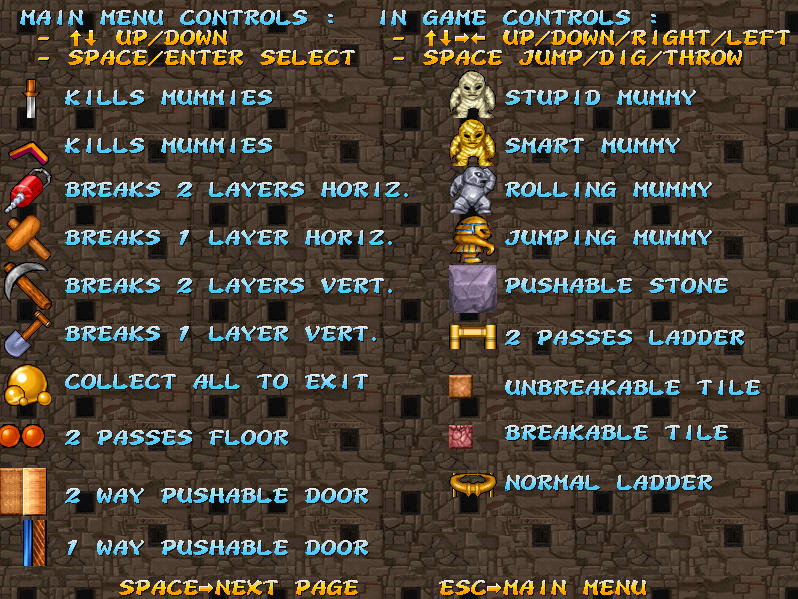 MAIN MENU CONTROLS :
- ↑↓ UP/DOWN
- SPACE/ENTER SELECT
KILLS MUMMIES
KILLS MUMMIES
BREAKS 2 LAYERS HORIZ.
BREAKS 1 LAYER HORIZ.
BREAKS 2 LAYERS VERT.
BREAKS 1 LAYER VERT.
COLLECT ALL TO EXIT
2 PASSES FLOOR
2 WAY PUSHABLE DOOR
1 WAY PUSHABLE DOOR
IN GAME CONTROLS :
- ↑↓→← UP/DOWN/RIGHT/LEFT
- SPACE JUMP/DIG/THROW
STUPID MUMMY
SMART MUMMY
ROLLING MUMMY
JUMPING MUMMY
PUSHABLE STONE
2 PASSES LADDER
UNBREAKABLE TILE
BREAKABLE TILE
NORMAL LADDER
SPACE→NEXT PAGE
ESC→MAIN MENU